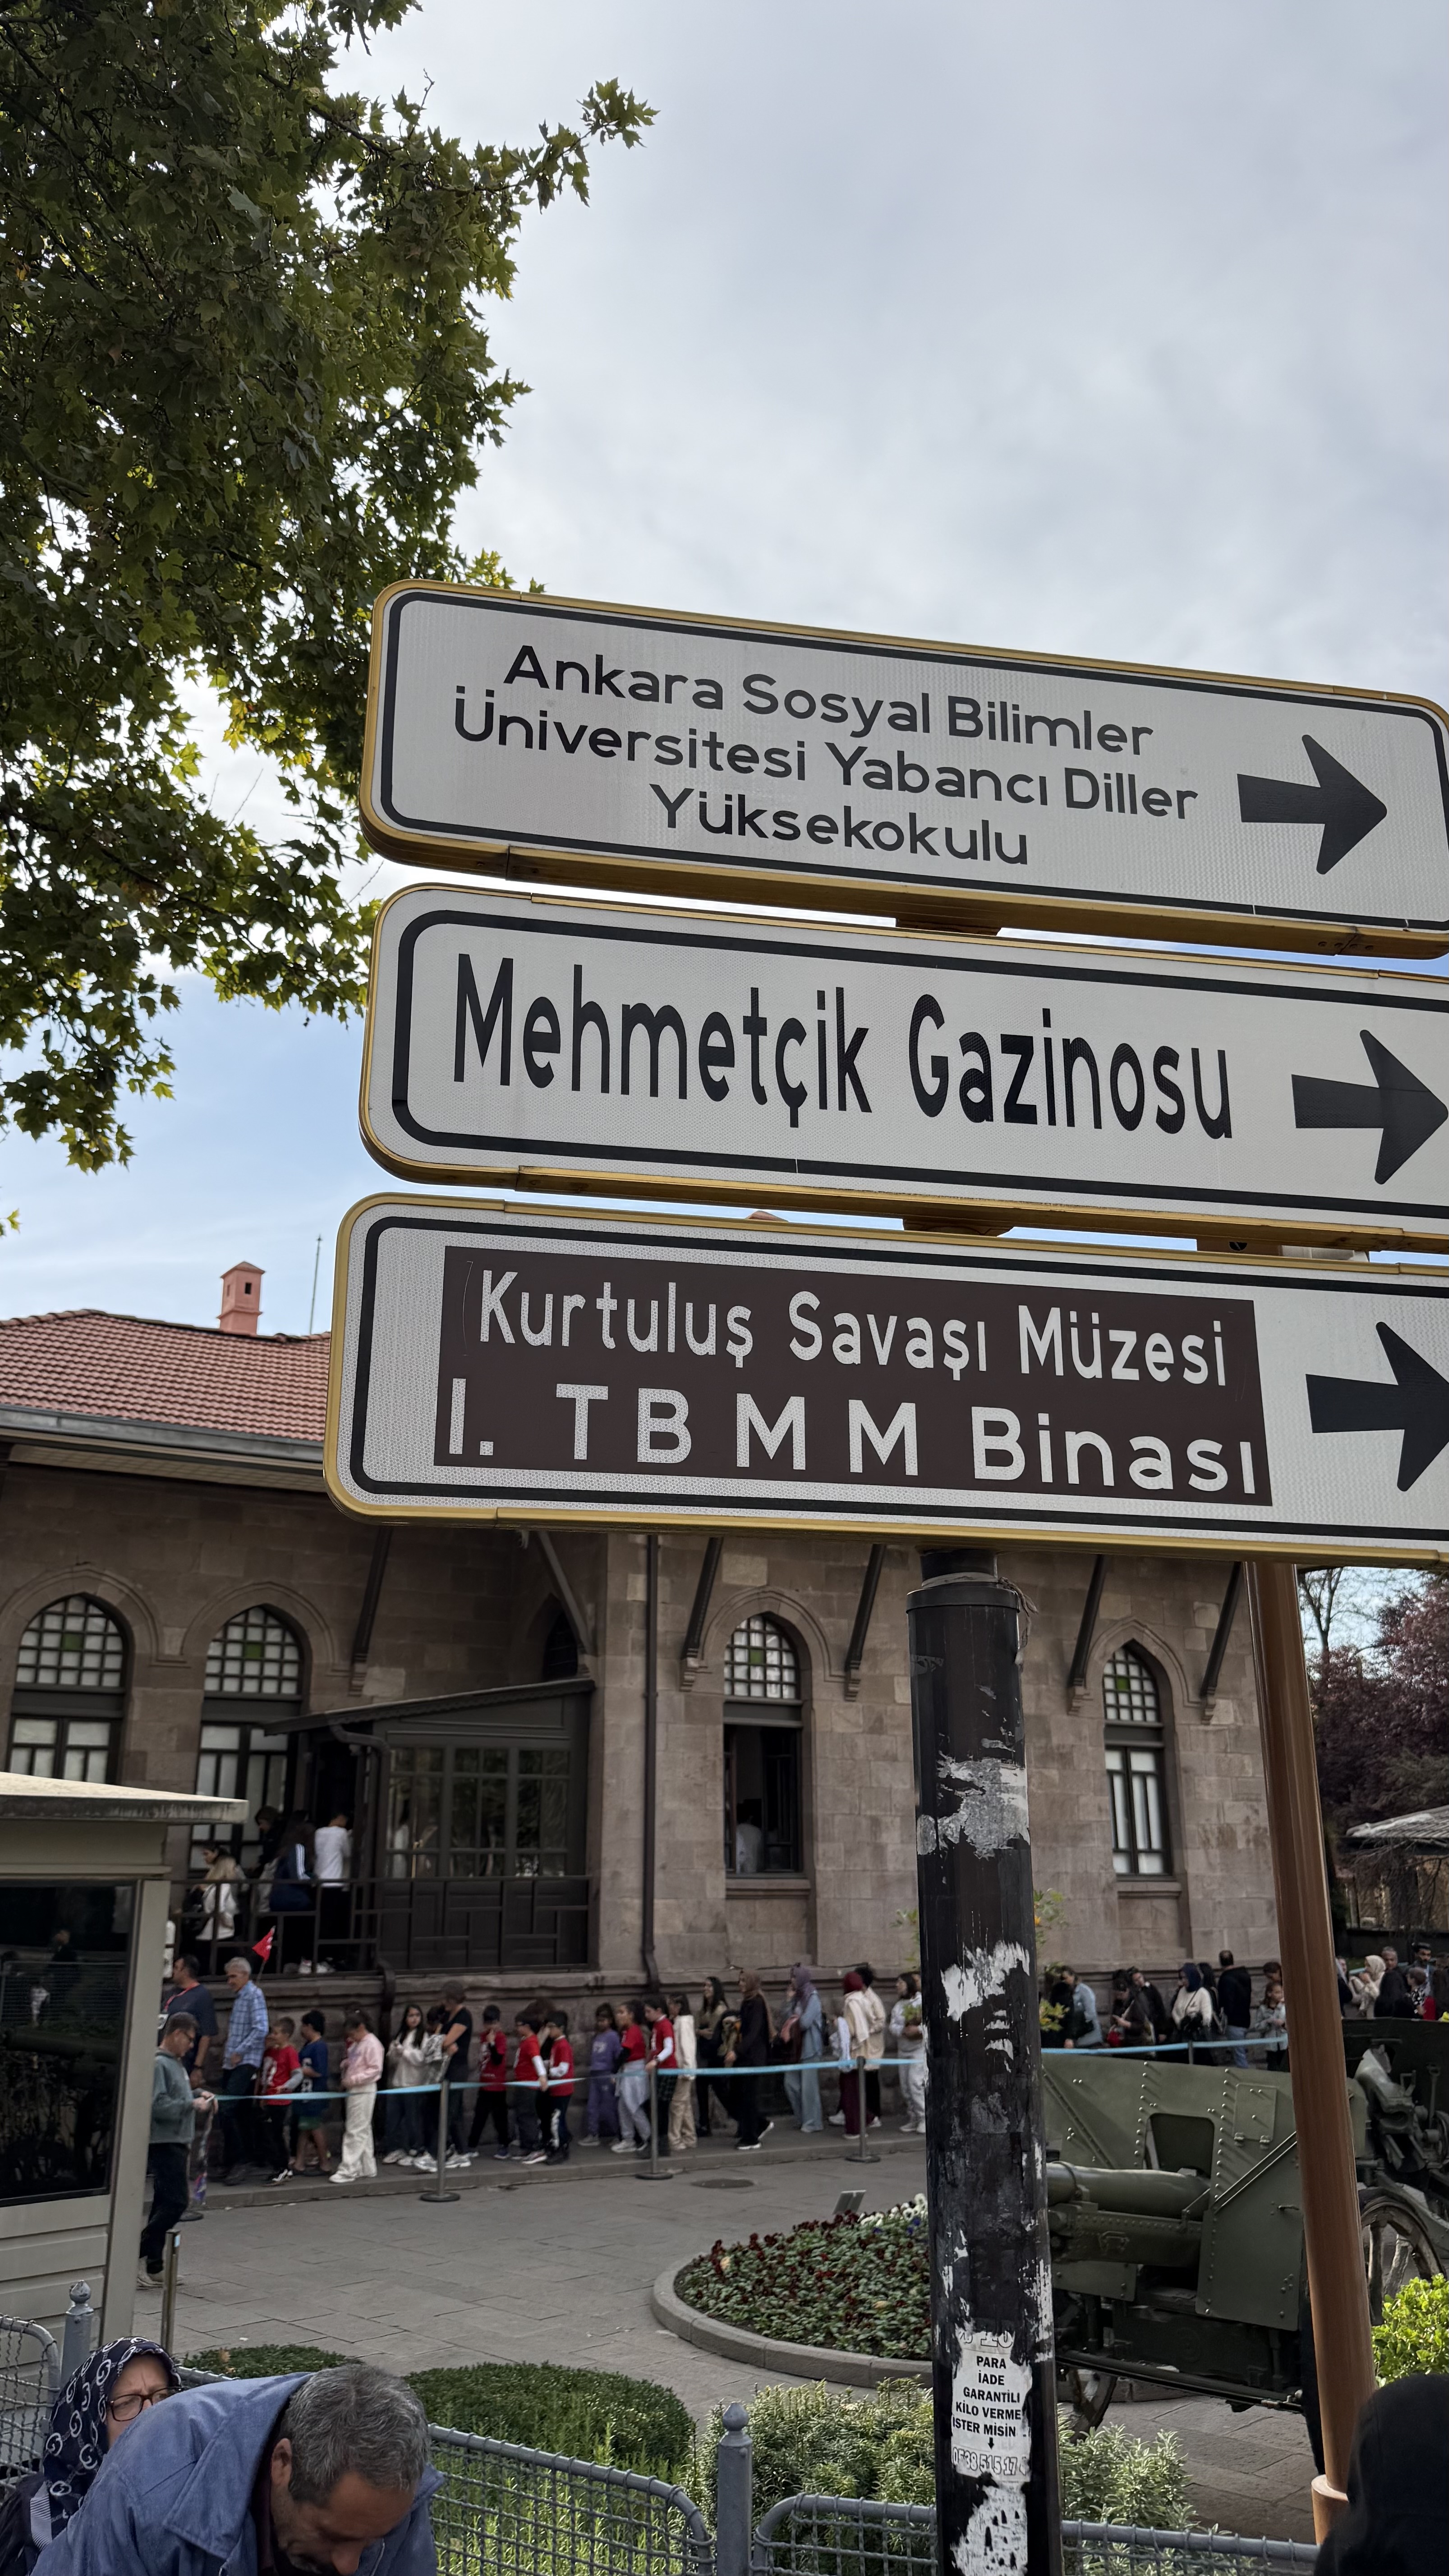 Ankara Sosyal Bilimler
Üniversitesi Yabancı Diller
Yüksekokulu
Mehmetçik Gazinosu
Kurtuluş Savaşı Müzesi
I. TBMM Binası
PARA
İADE
GARANTİLİ
KİLO VERME
İSTER MİSİN